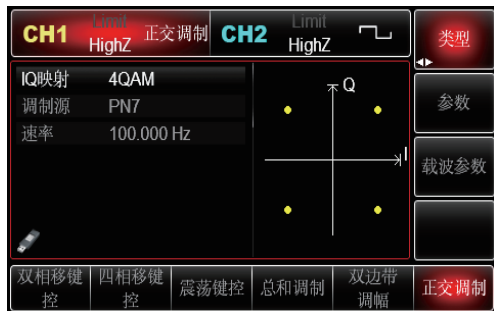 CH1
Limit
HighZ
正交调制
CH2
Limit
HighZ
类型
IQ映射 4QAM
调制源 PN7
速率 100.000 Hz
Q
I
参数
载波参数
双相移键控
四相移键控
震荡键控
总和调制
双边带调幅
正交调制